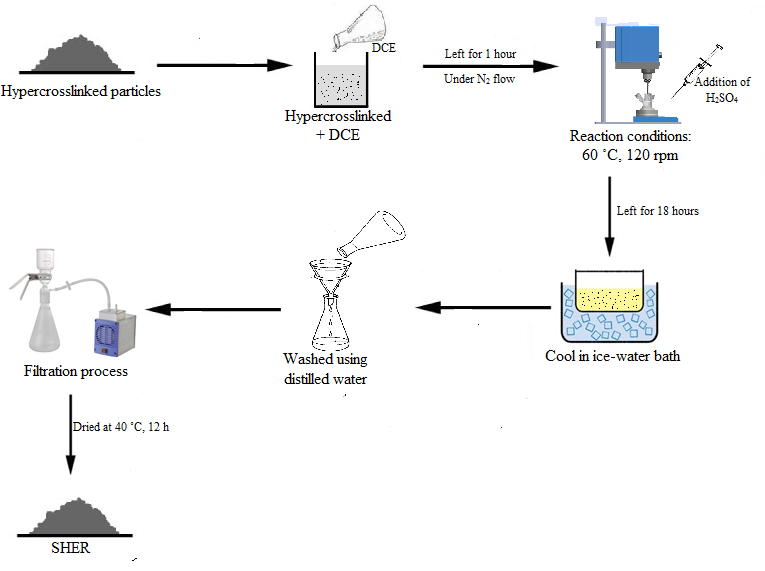 DCE
Hypercrosslinked particles
Hypercrosslinked
+ DCE
Left for 1 hour
Under N₂ flow
Addition of
H₂SO₄
Reaction conditions:
60 ˚C, 120 rpm
Left for 18 hours
Cool in ice-water bath
Washed using
distilled water
Filtration process
Dried at 40 ˚C, 12 h
SHER